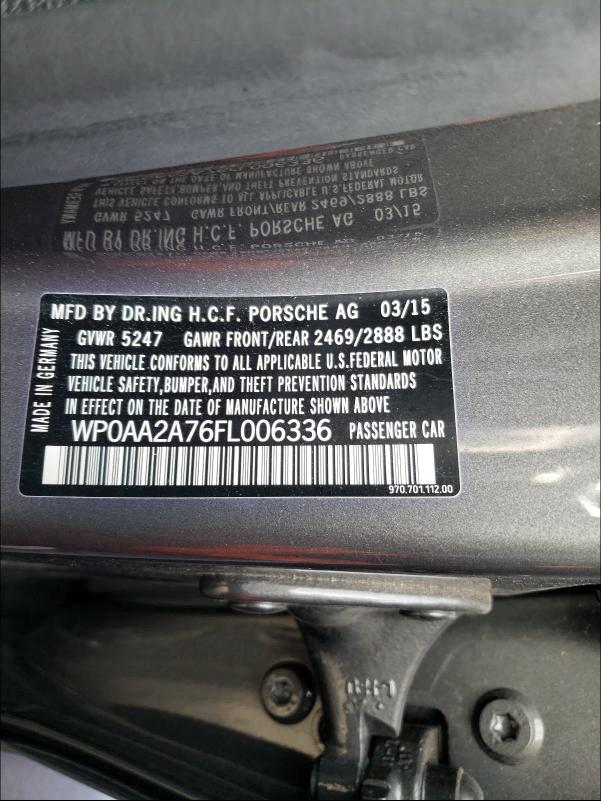 MFD BY DR.ING H.C.F. PORSCHE AG 03/15
GVWR 5247 GAWR FRONT/REAR 2469/2888 LBS
THIS VEHICLE CONFORMS TO ALL APPLICABLE U.S.FEDERAL MOTOR
VEHICLE SAFETY,BUMPER,AND THEFT PREVENTION STANDARDS
IN EFFECT ON THE DATE OF MANUFACTURE SHOWN ABOVE
WP0AA2A76FL006336 PASSENGER CAR
970.701.112.00
MADE IN GERMANY